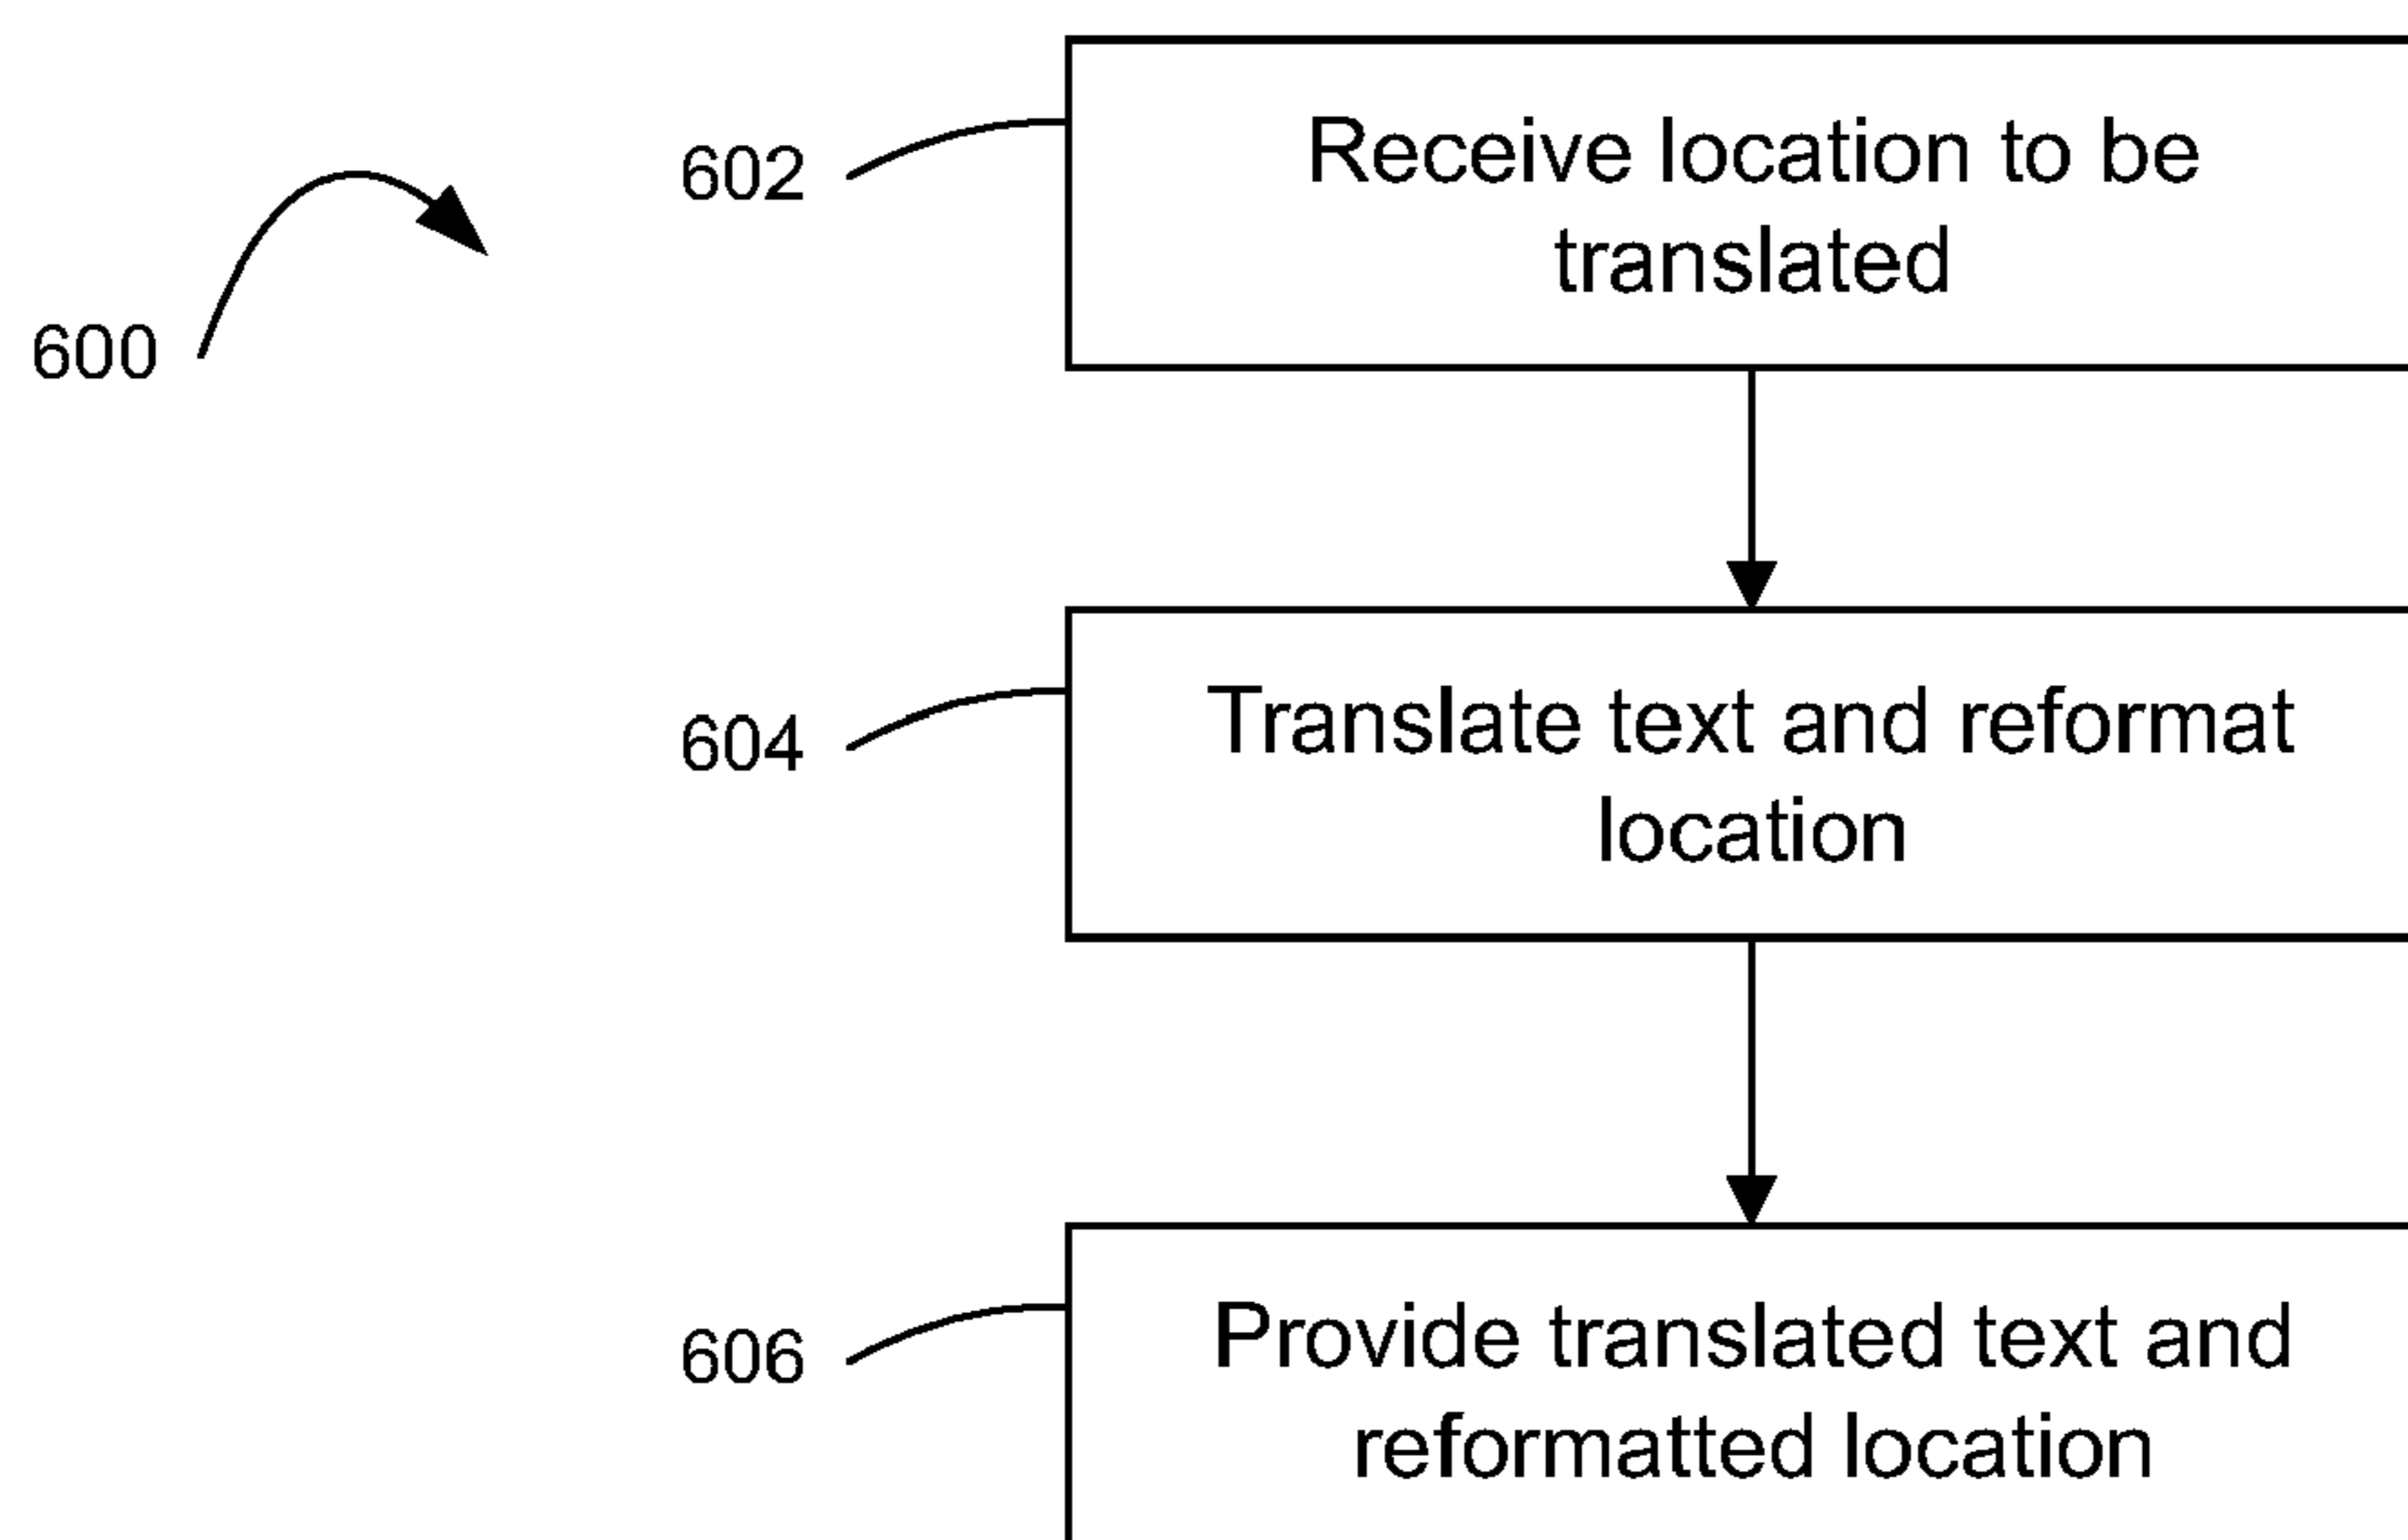 602
Receive location to be
translated
600
604
Translate text and reformat
location
606
Provide translated text and
reformatted location